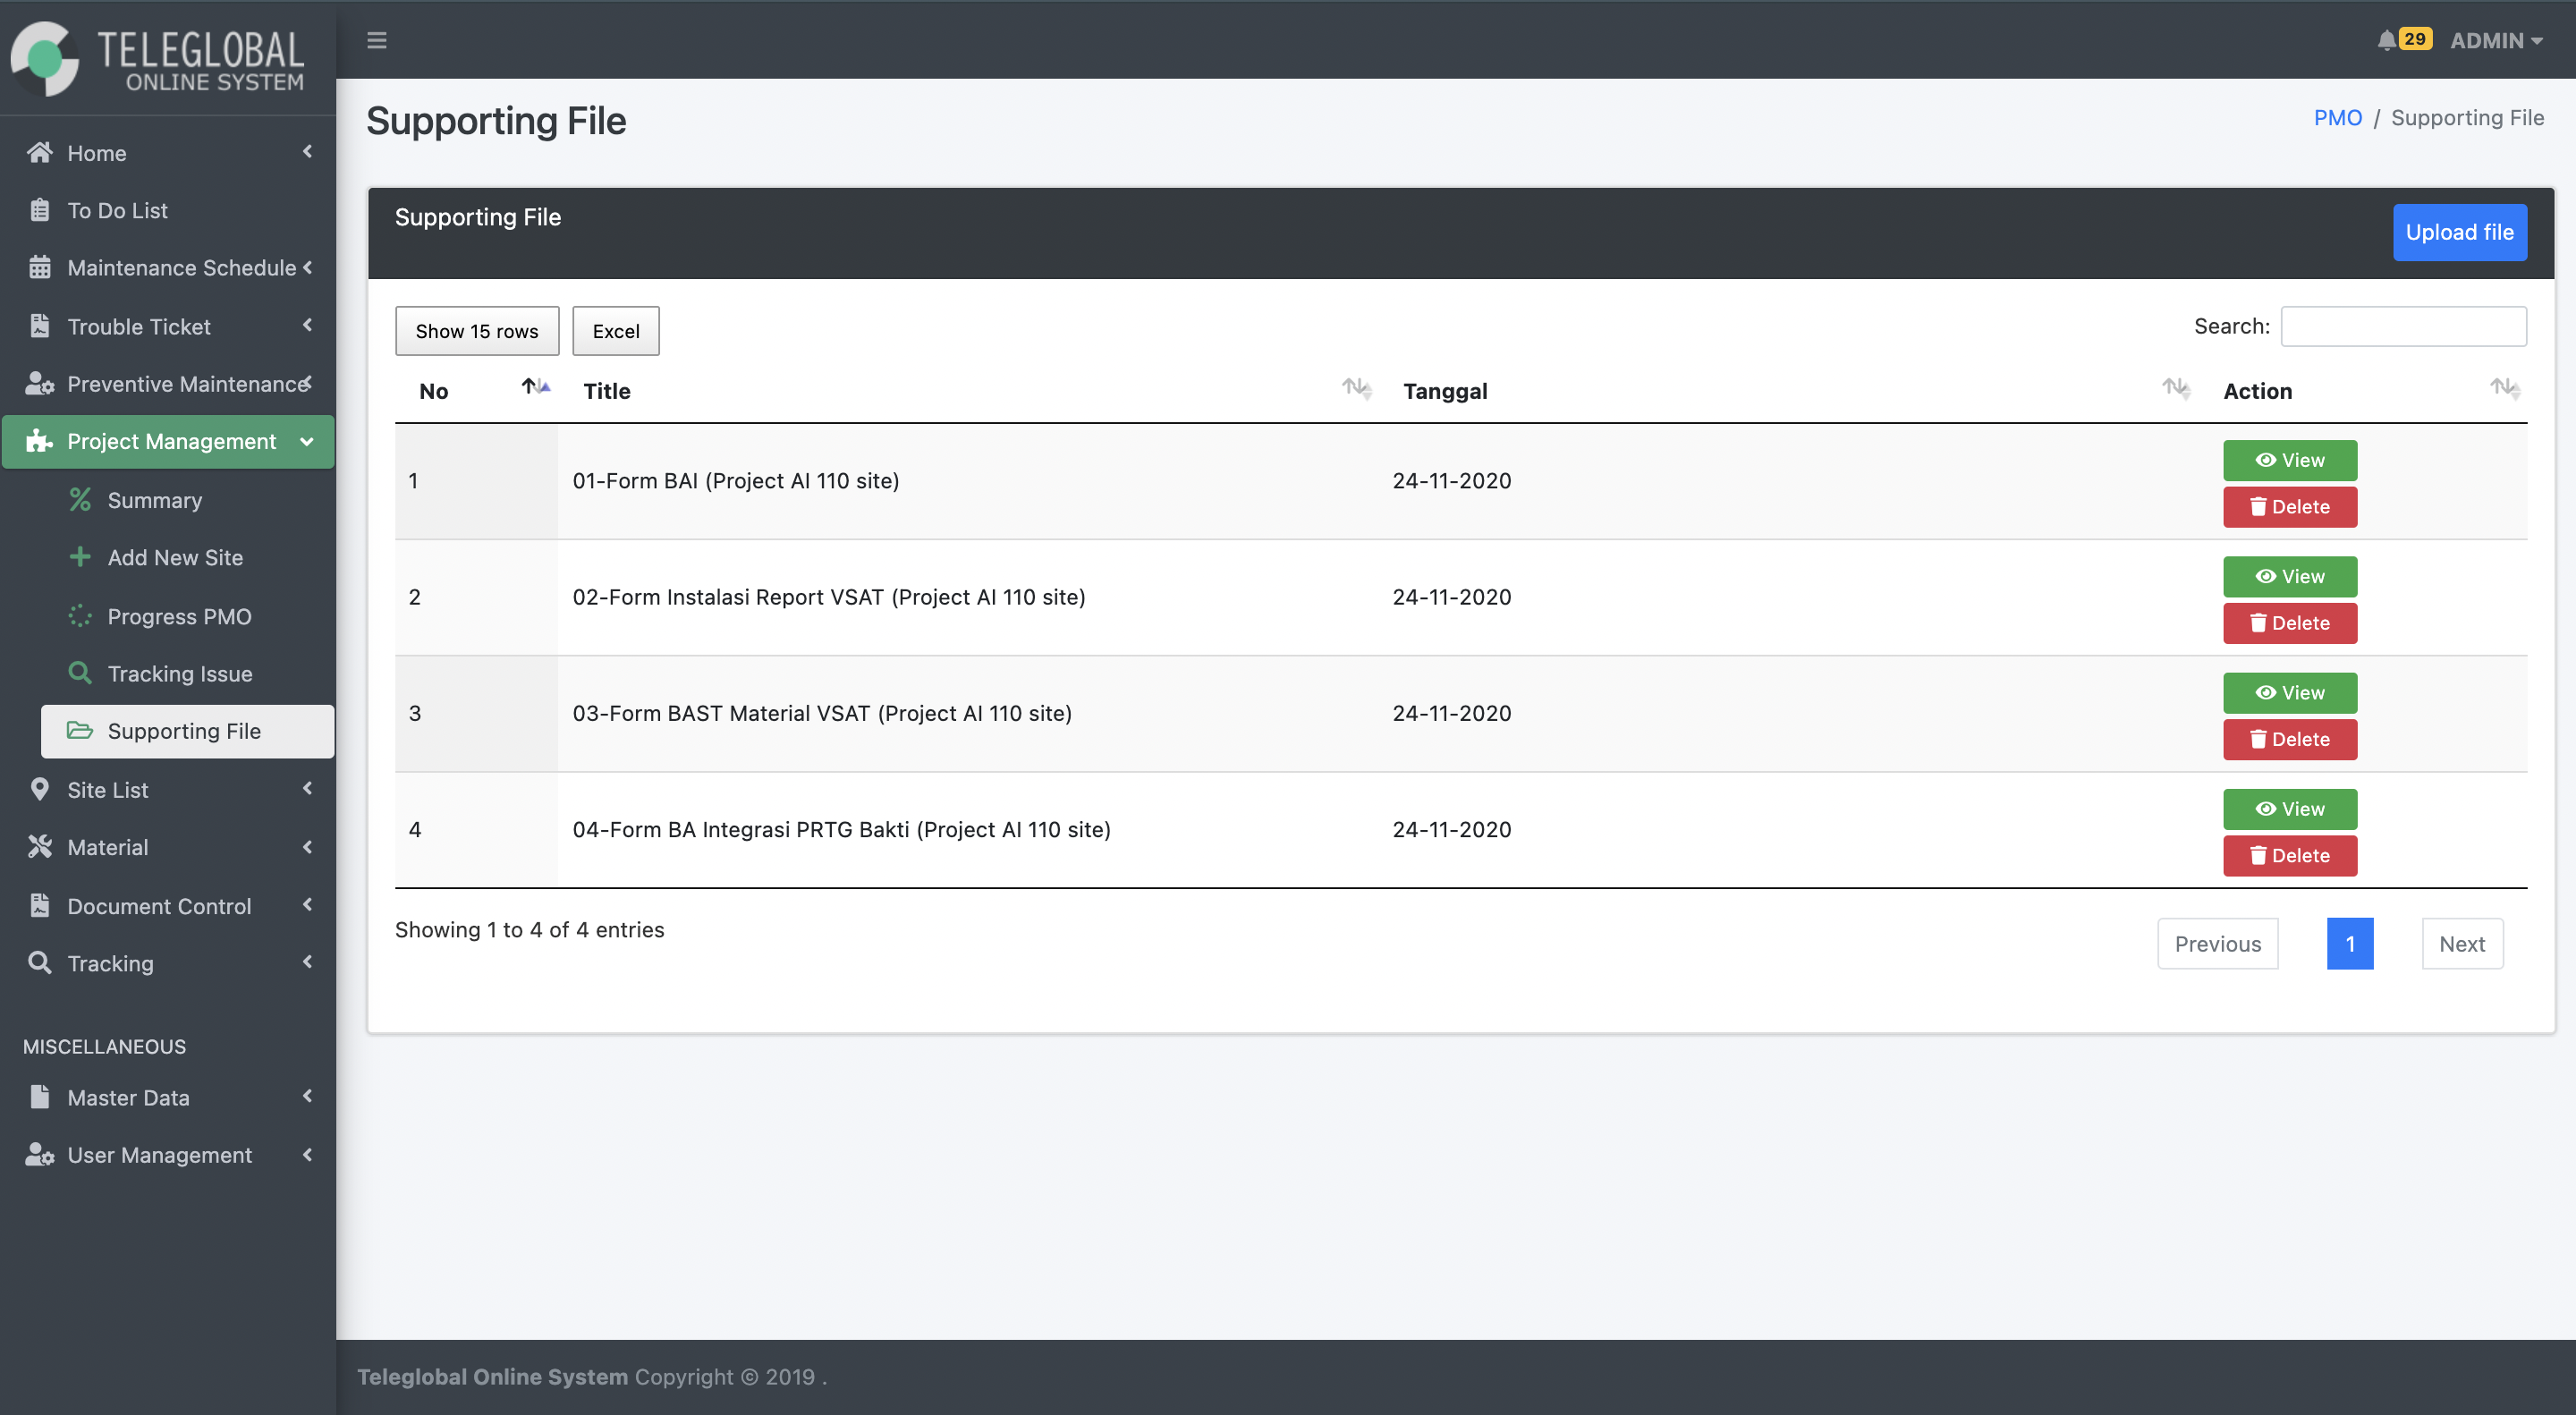 TELEGLOBAL
ONLINE SYSTEM
29 ADMIN
Home
To Do List
Maintenance Schedule
Trouble Ticket
Preventive Maintenance
Project Management
Summary
Add New Site
Progress PMO
Tracking Issue
Supporting File
Site List
Material
Document Control
Tracking
MISCELLANEOUS
Master Data
User Management
Supporting File
PMO / Supporting File
Supporting File
Upload file
Show 15 rows Excel
Search:
No Title Tanggal Action
1 01-Form BAI (Project AI 110 site) 24-11-2020 View
Delete
2 02-Form Instalasi Report VSAT (Project AI 110 site) 24-11-2020 View
Delete
3 03-Form BAST Material VSAT (Project AI 110 site) 24-11-2020 View
Delete
4 04-Form BA Integrasi PRTG Bakti (Project AI 110 site) 24-11-2020 View
Delete
Showing 1 to 4 of 4 entries
Previous 1 Next
Teleglobal Online System Copyright © 2019 .